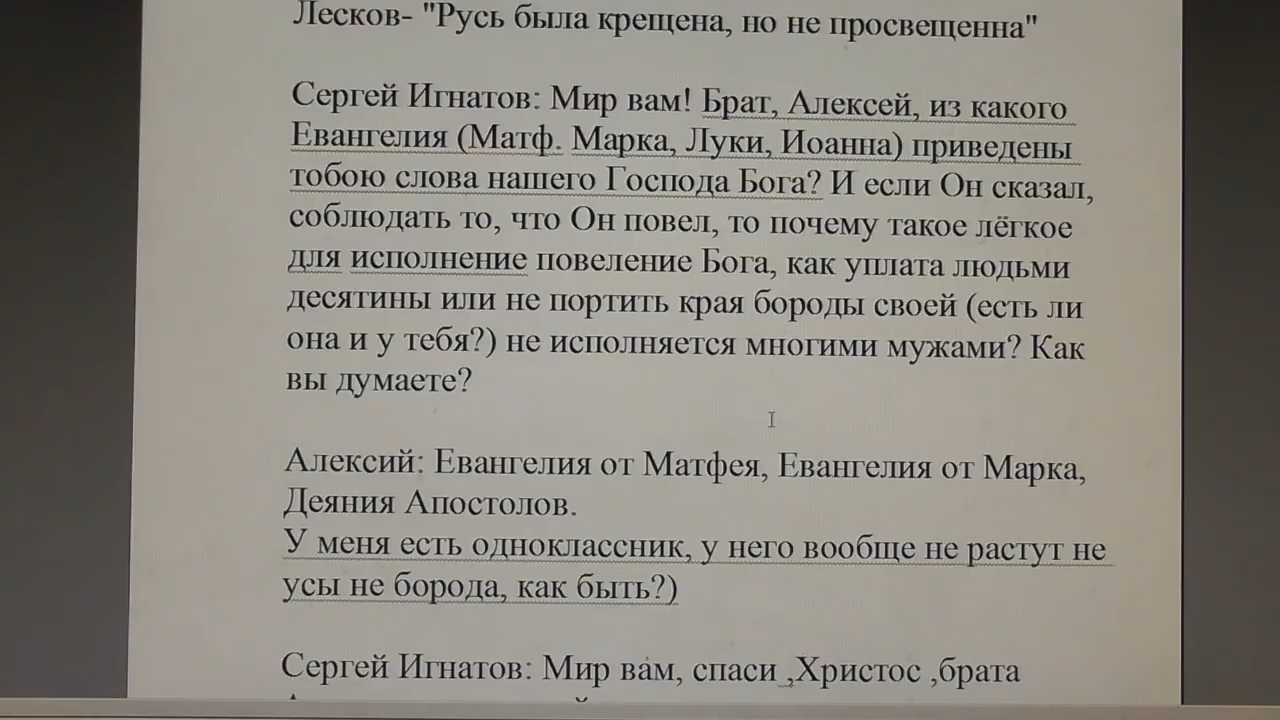 Лесков- "Русь была крещена, но не просвещенна"
Сергей Игнатов: Мир вам! Брат, Алексей, из какого
Евангелия (Матф. Марка, Луки, Иоанна) приведены
тобою слова нашего Господа Бога? И если Он сказал,
соблюдать то, что Он повел, то почему такое лёгкое
для исполнение повеление Бога, как уплата людьми
десятины или не портить края бороды своей (есть ли
она и у тебя?) не исполняется многими мужами? Как
вы думаете?
Алексий: Евангелия от Матфея, Евангелия от Марка,
Деяния Апостолов.
У меня есть одноклассник, у него вообще не растут не
усы не борода, как быть?)
Сергей Игнатов: Мир вам, спаси ,Христос ,брата